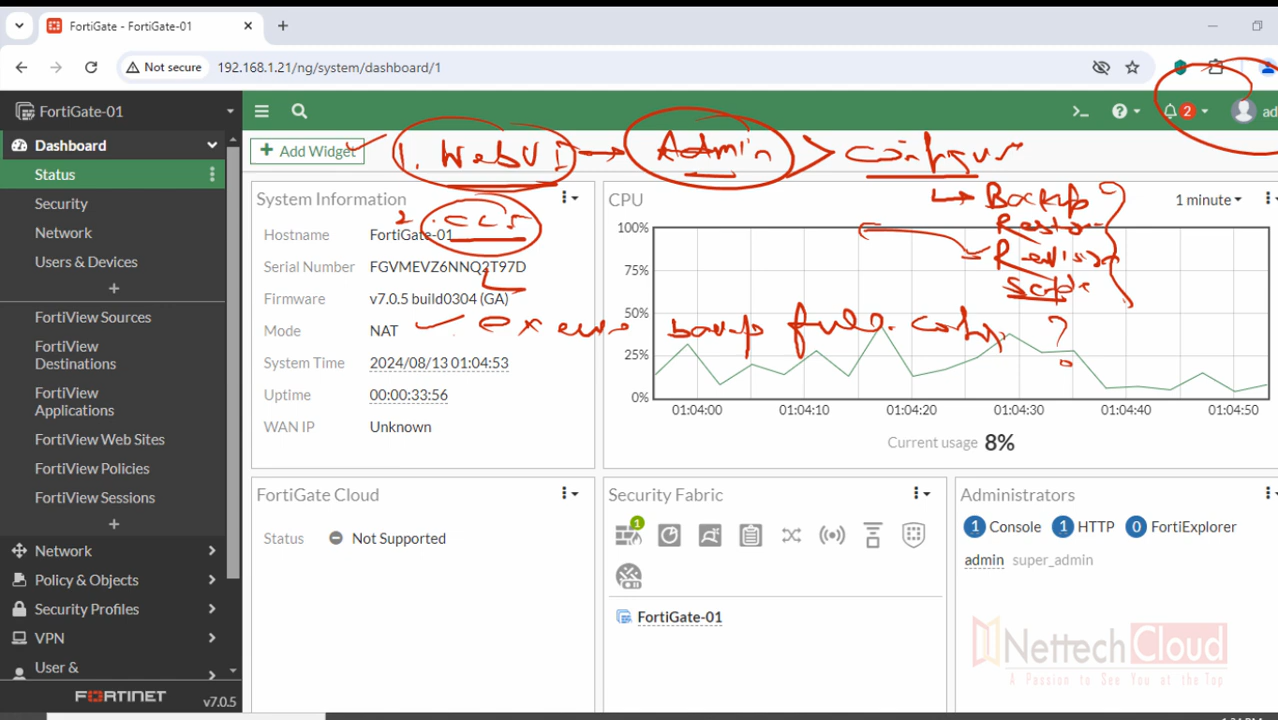 FortiGate - FortiGate-01
Not secure
192.168.1.21/ng/system/dashboard/1
FortiGate-01
2
ad
Dashboard
Status
Security
Network
Users & Devices
FortiView Sources
FortiView
Destinations
FortiView
Applications
FortiView Web Sites
FortiView Policies
FortiView Sessions
Network
Policy & Objects
Security Profiles
VPN
User &
FORTINET
v7.0.5
Add Widget
1. WebUI → Admin > 
Backup
2.
? execute backup full. config ?
System Information
Hostname
FortiGate-01
Serial Number
FGVMEVZ6NNQ2T97D
Firmware
v7.0.5 build0304 (GA)
Mode
NAT
System Time
2024/08/13 01:04:53
Uptime
00:00:33:56
WAN IP
Unknown
CPU
1 minute
100%
75%
50%
25%
0%
01:04:00
01:04:10
01:04:20
01:04:30
01:04:40
01:04:50
Current usage 8%
FortiGate Cloud
Status
Not Supported
Security Fabric
1
FortiGate-01
Administrators
1 Console
1 HTTP
0 FortiExplorer
admin super_admin
NettechCloud
A Passion to See You at the Top